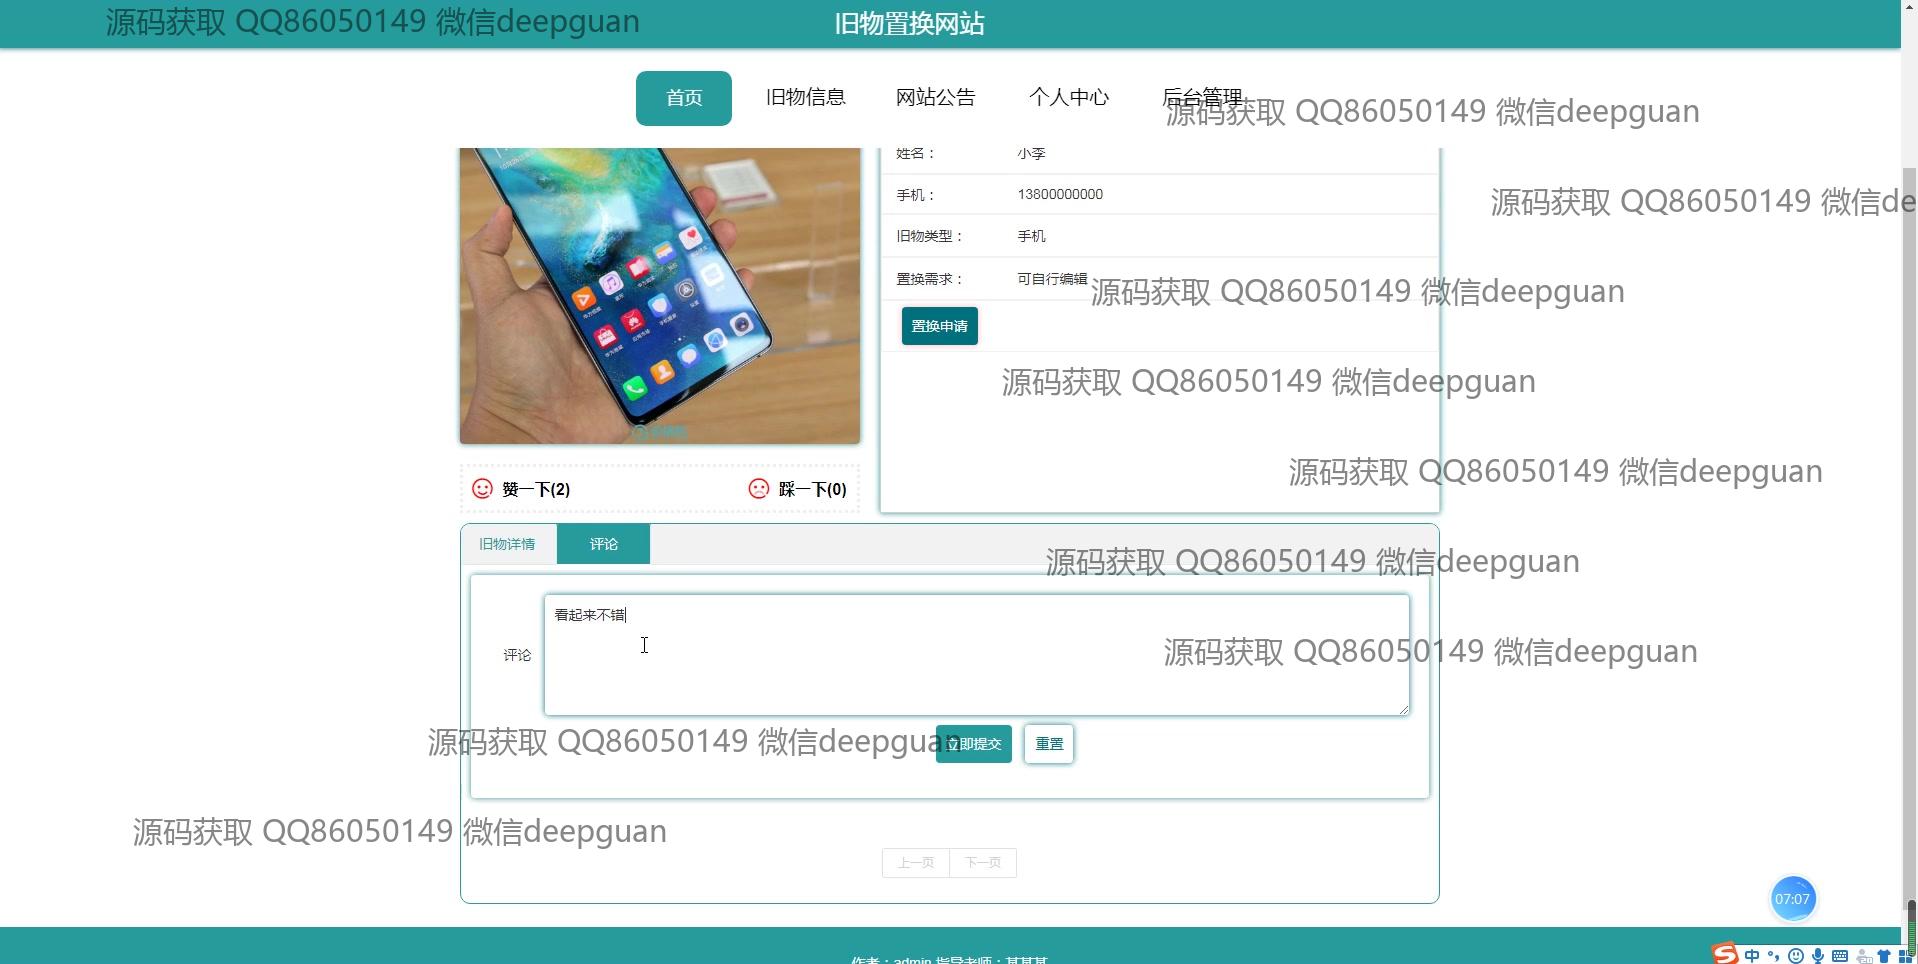 源码获取 QQ86050149 微信deepguan
旧物置换网站
首页
旧物信息
网站公告
个人中心
后台管理
源码获取 QQ86050149 微信deepguan
姓名：
小季
手机：
13800000000
源码获取 QQ86050149 微信de
旧物类型：
手机
置换需求：
可自行编辑
源码获取 QQ86050149 微信deepguan
置换申请
源码获取 QQ86050149 微信deepguan
源码获取 QQ86050149 微信deepguan
赞一下(2)
踩一下(0)
旧物详情
评论
源码获取 QQ86050149 微信deepguan
看起来不错
评论
源码获取 QQ86050149 微信deepguan
源码获取 QQ86050149 微信deepguan
立即提交
重置
源码获取 QQ86050149 微信deepguan
上一页
下一页
07:07
作者：admin 指导老师：某某某
中